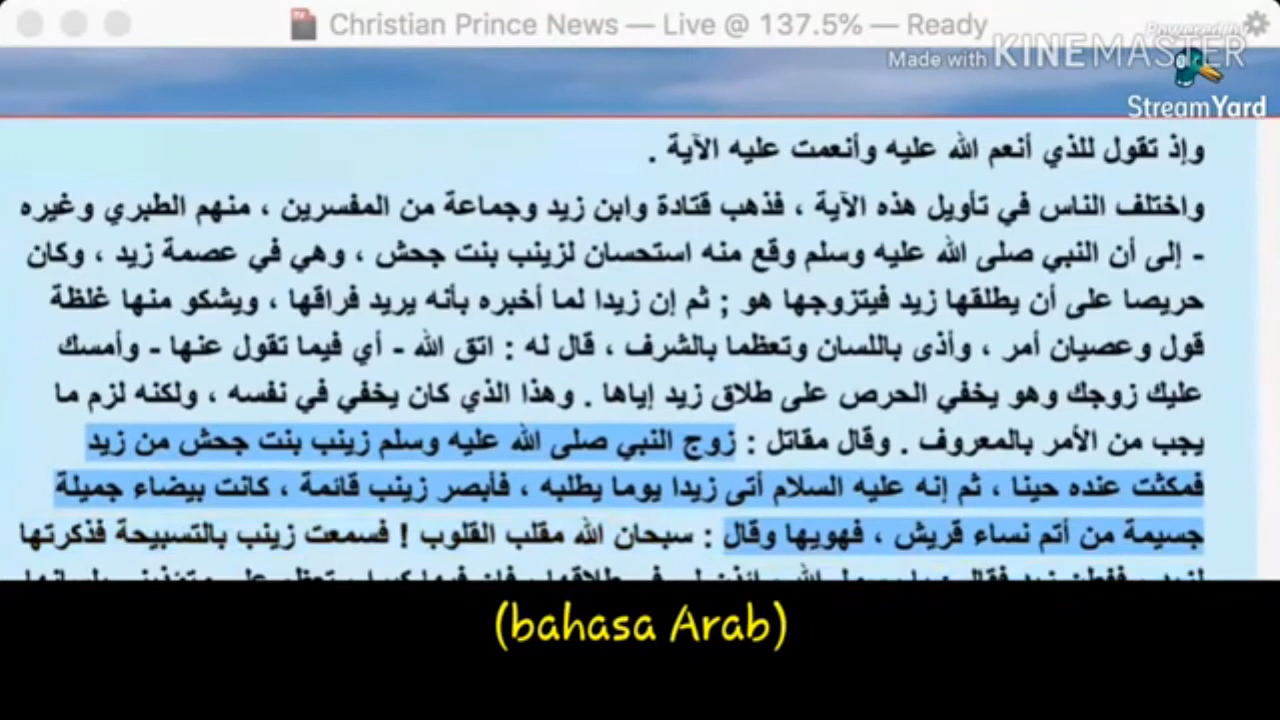 Christian Prince News — Live @ 137.5% — Ready
Powered by
Made with KINEMASTER
StreamYard
وإذ تقول للذي أنعم الله عليه وأنعمت عليه الآية .
واختلف الناس في تأويل هذه الآية ، فذهب قتادة وابن زيد وجماعة من المفسرين ، منهم الطبري وغيره
- إلى أن النبي صلى الله عليه وسلم وقع منه استحسان لزينب بنت جحش ، وهي في عصمة زيد ، وكان
حريصا على أن يطلقها زيد فيتزوجها هو ; ثم إن زيدا لما أخبره بأنه يريد فراقها ، ويشكو منها غلظة
قول وعصيان أمر ، وأذى باللسان وتعظما بالشرف ، قال له : اتق الله - أي فيما تقول عنها - وأمسك
عليك زوجك وهو يخفي الحرص على طلاق زيد إياها . وهذا الذي كان يخفي في نفسه ، ولكنه لزم ما
يجب من الأمر بالمعروف . وقال مقاتل : زوج النبي صلى الله عليه وسلم زينب بنت جحش من زيد
فمكثت عنده حينا ، ثم إنه عليه السلام أتى زيدا يوما يطلبه ، فأبصر زينب قائمة ، كانت بيضاء جميلة
جسيمة من أتم نساء قريش ، فهويها وقال : سبحان الله مقلب القلوب ! فسمعت زينب بالتسبيحة فذكرتها
(bahasa Arab)